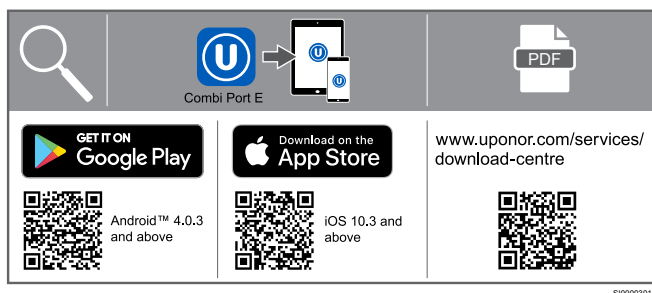 U
U
U
Combi Port E
PDF
GET IT ON
Google Play
Download on the
App Store
www.uponor.com/services/
download-centre
Android™ 4.0.3
and above
iOS 10.3 and
above